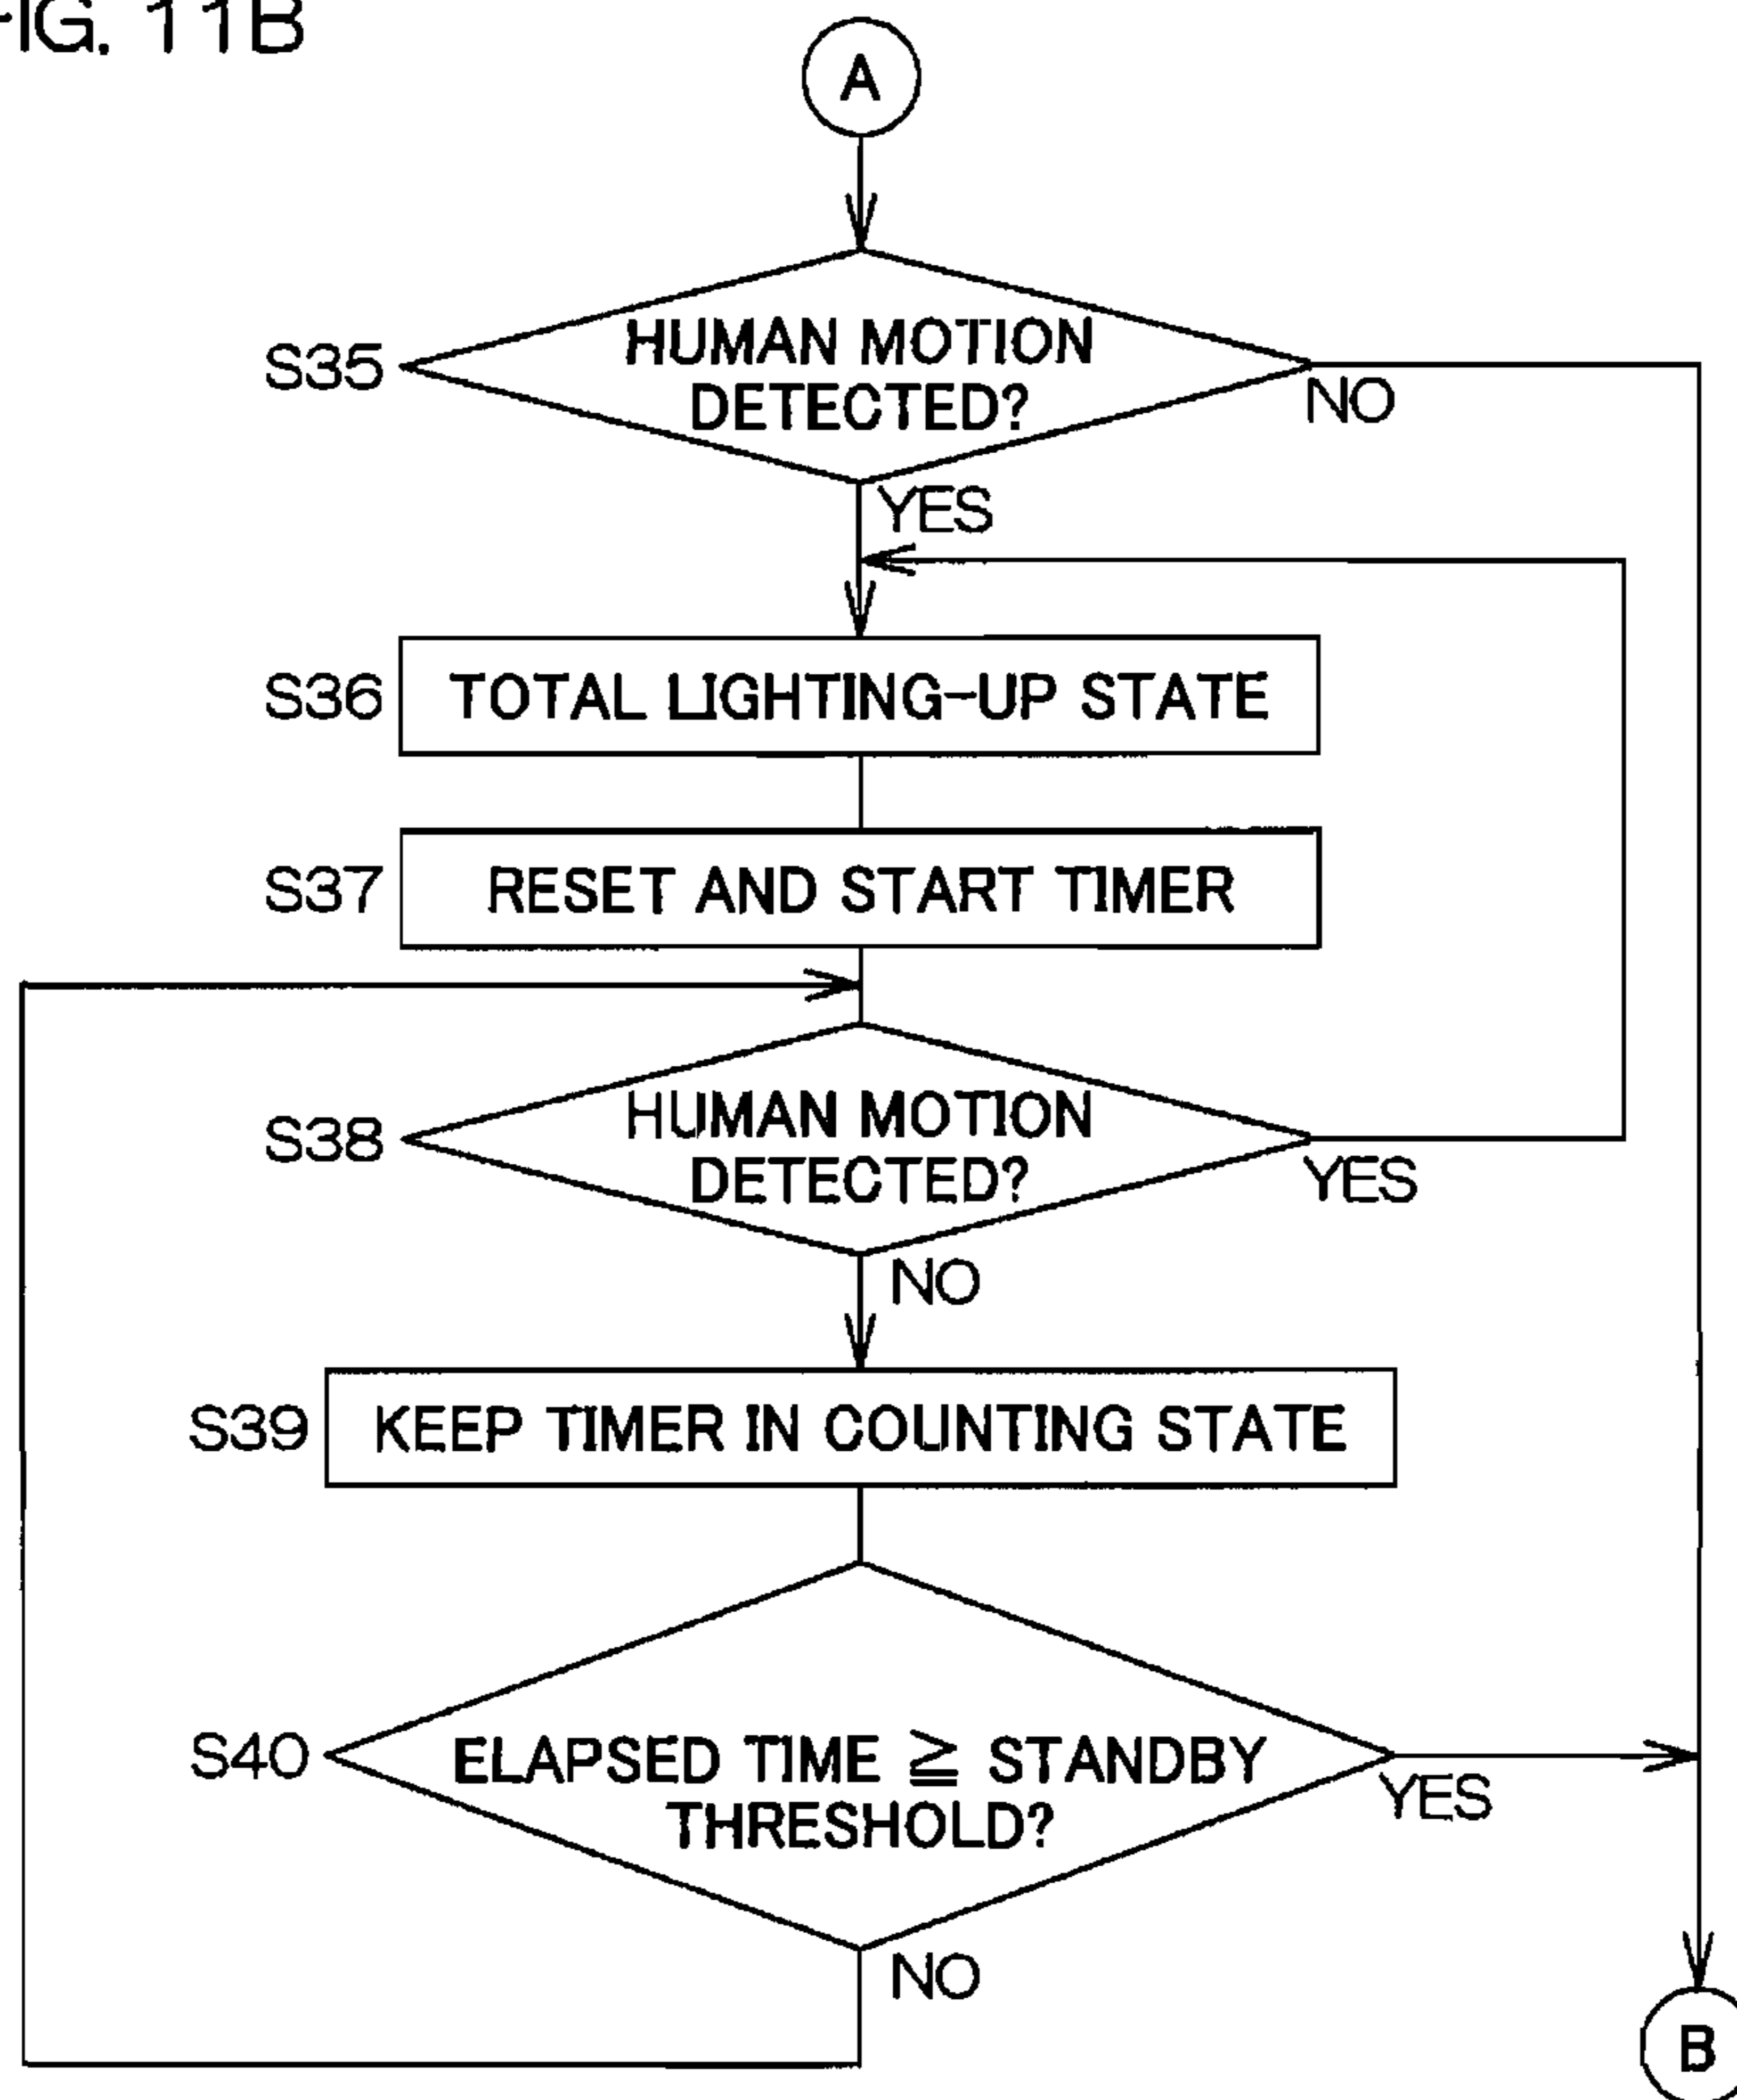 FIG. 11B
A
S35
HUMAN MOTION
DETECTED?
NO
YES
S36
TOTAL LIGHTING-UP STATE
S37
RESET AND START TIMER
S38
HUMAN MOTION
DETECTED?
YES
NO
S39
KEEP TIMER IN COUNTING STATE
S40
ELAPSED TIME ≧ STANDBY
THRESHOLD?
YES
NO
B